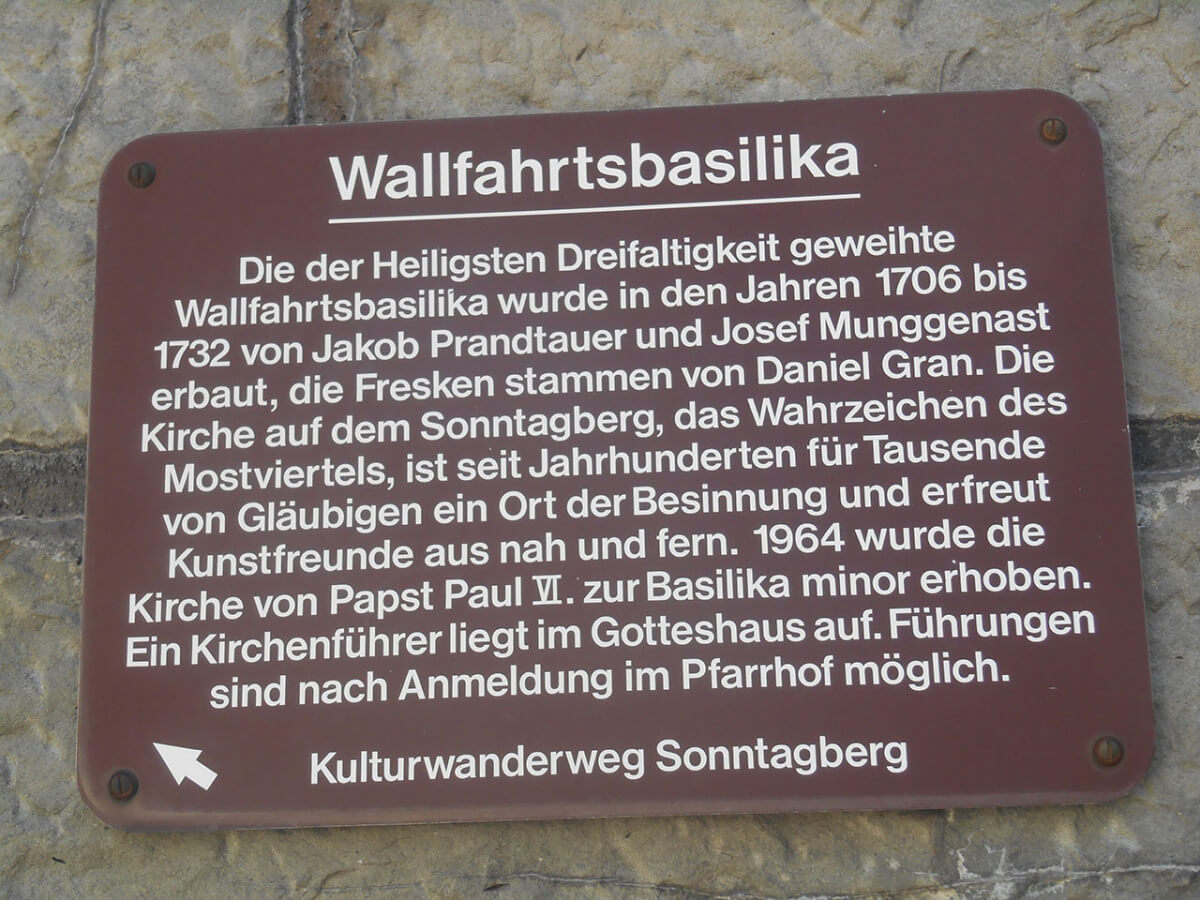 Wallfahrtsbasilika
Die der Heiligsten Dreifaltigkeit geweihte
Wallfahrtsbasilika wurde in den Jahren 1706 bis
1732 von Jakob Prandtauer und Josef Munggenast
erbaut, die Fresken stammen von Daniel Gran. Die
Kirche auf dem Sonntagberg, das Wahrzeichen des
Mostviertels, ist seit Jahrhunderten für Tausende
von Gläubigen ein Ort der Besinnung und erfreut
Kunstfreunde aus nah und fern. 1964 wurde die
Kirche von Papst Paul VI. zur Basilika minor erhoben.
Ein Kirchenführer liegt im Gotteshaus auf. Führungen
sind nach Anmeldung im Pfarrhof möglich.
Kulturwanderweg Sonntagberg